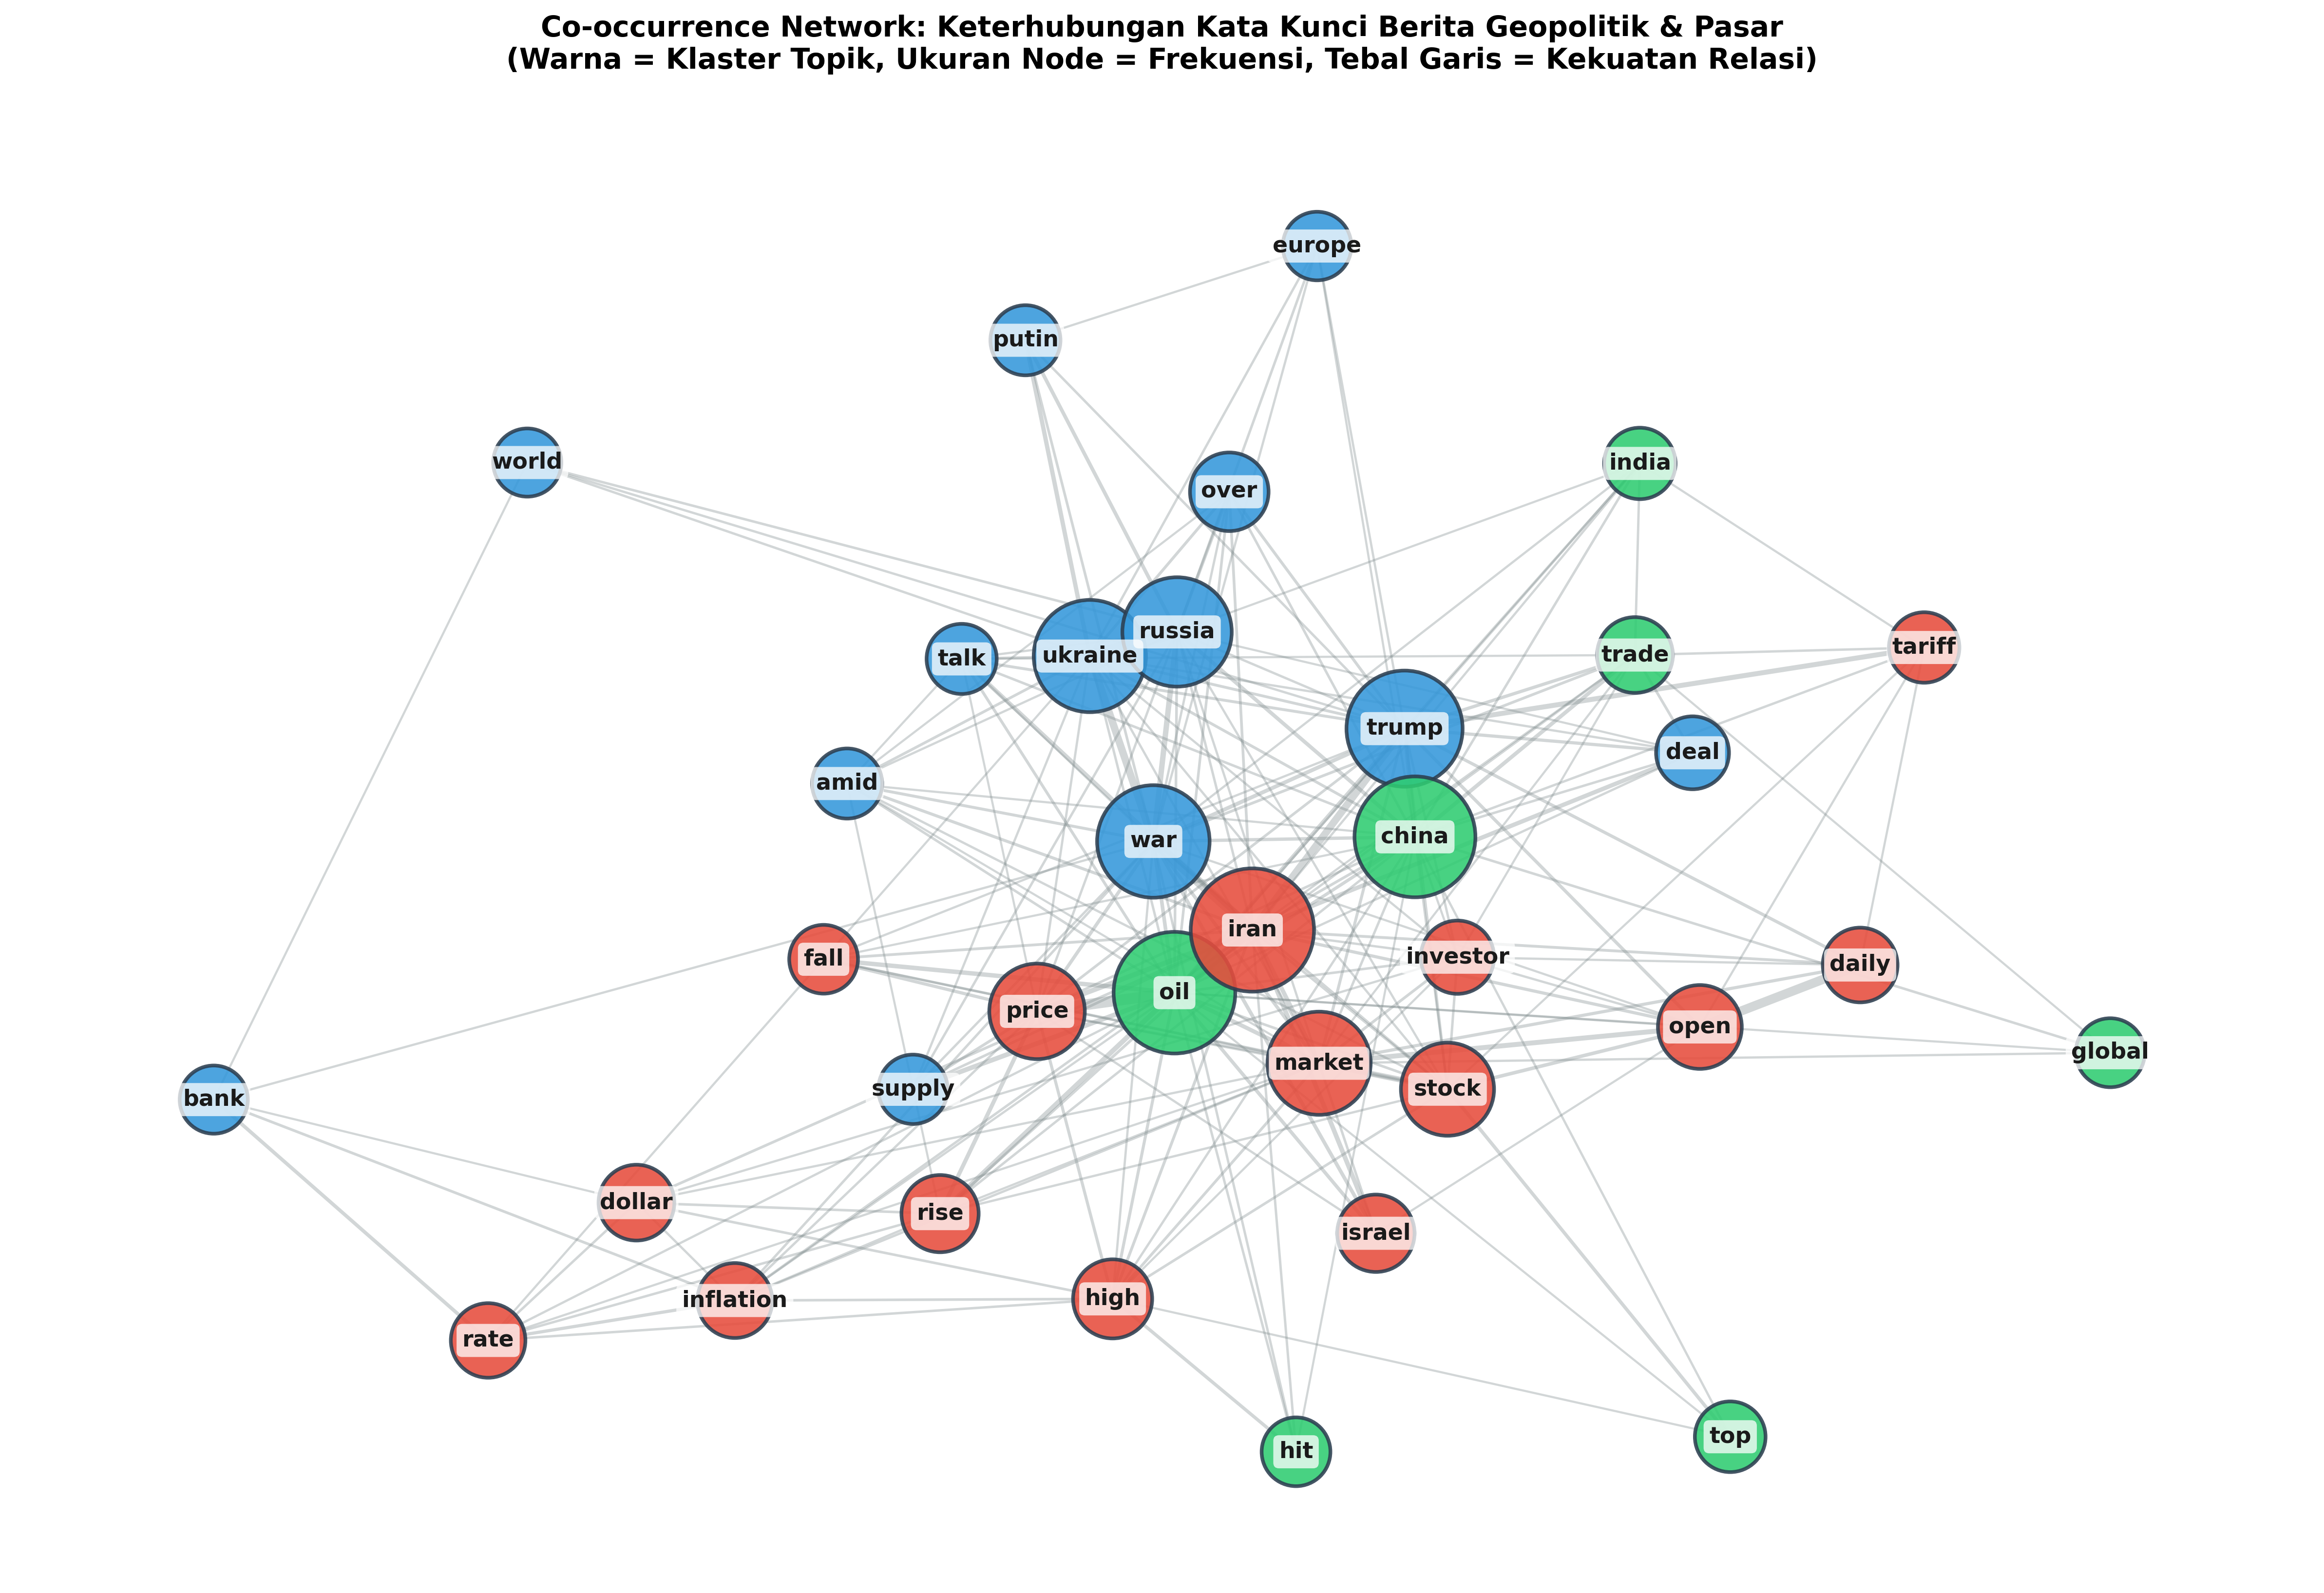 Co-occurrence Network: Keterhubungan Kata Kunci Berita Geopolitik & Pasar
(Warna = Klaster Topik, Ukuran Node = Frekuensi, Tebal Garis = Kekuatan Relasi)
europe
putin
world
india
over
russia
trade
tariff
ukraine
talk
trump
deal
amid
china
war
iran
investor
fall
daily
oil
price
open
global
market
supply
stock
bank
dollar
rise
israel
high
inflation
rate
top
hit